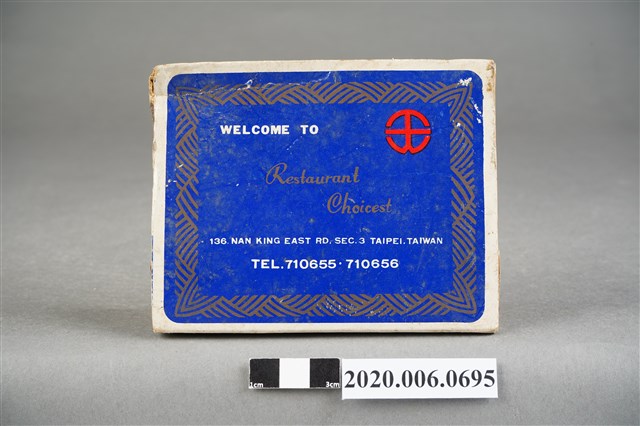 WELCOME TO
Restaurant
Choicest
136. NAN KING EAST RD, SEC. 3 TAIPEI. TAIWAN
TEL. 710655 · 710656
1cm 3cm
2020.006.0695